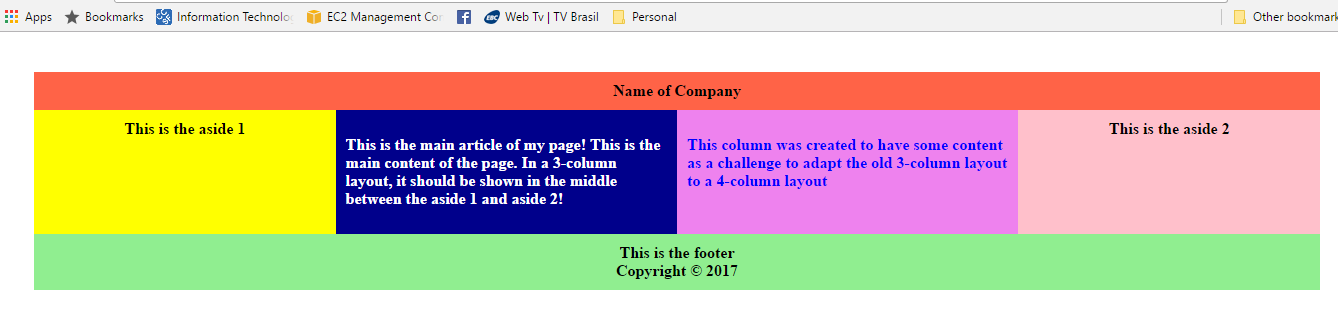 Apps Bookmarks Information Technolo EC2 Management Con Web Tv | TV Brasil Personal Other bookmark
Name of Company
This is the aside 1
This is the main article of my page! This is the
main content of the page. In a 3-column
layout, it should be shown in the middle
between the aside 1 and aside 2!
This column was created to have some content
as a challenge to adapt the old 3-column layout
to a 4-column layout
This is the aside 2
This is the footer
Copyright © 2017